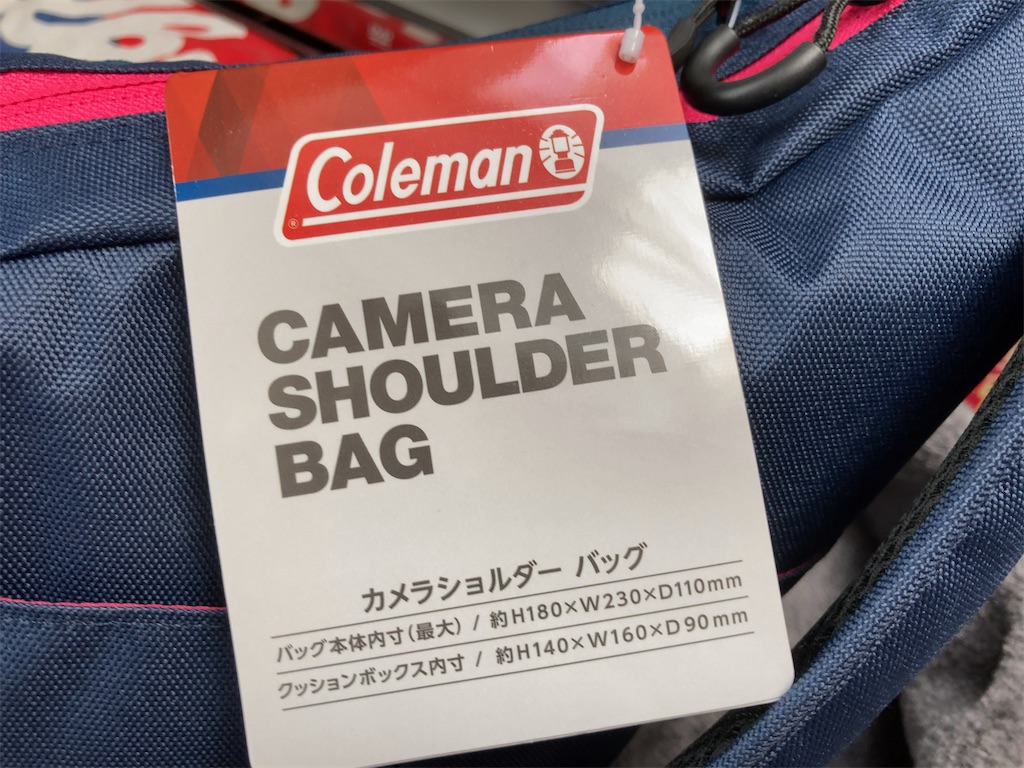 Coleman
®
CAMERA
SHOULDER
BAG
カメラショルダー バッグ
バッグ本体内寸(最大) / 約H180×W230×D110mm
クッションボックス内寸 / 約H140×W160×D90mm